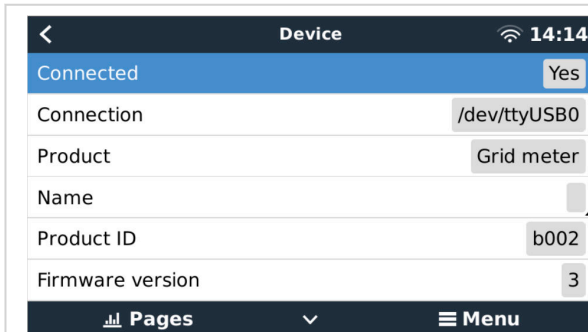 Device 14:14
Connected Yes
Connection /dev/ttyUSB0
Product Grid meter
Name
Product ID b002
Firmware version 3
Pages Menu